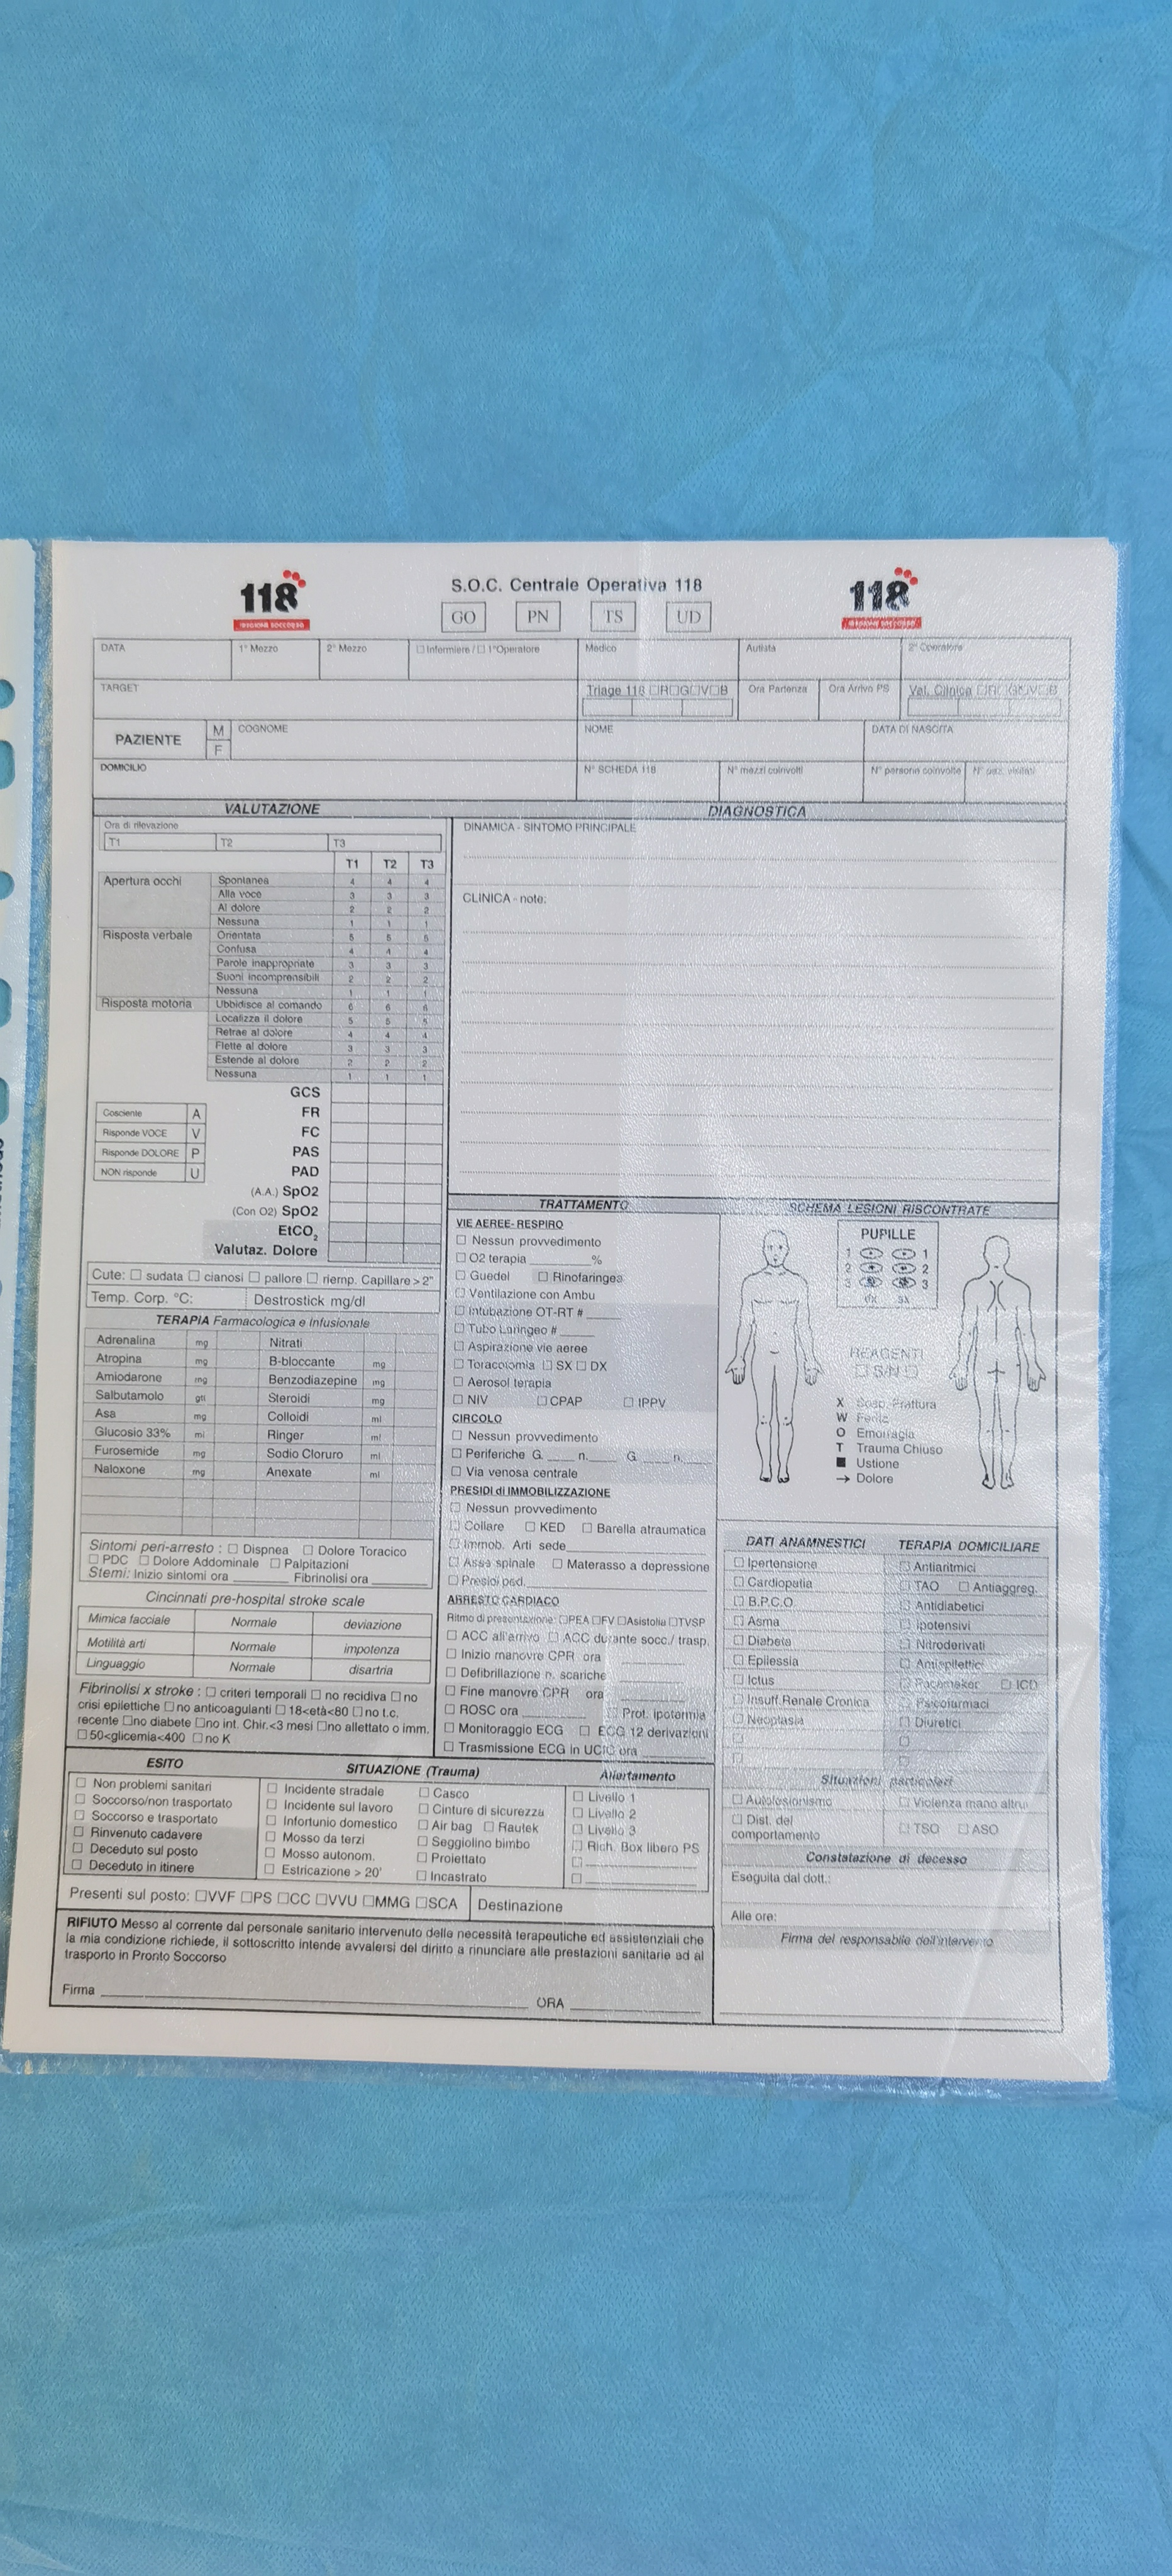 S.O.C. Centrale Operativa 118
118 118
GO PN TS UD
DATA 1° Mezzo 2° Mezzo ☐ Infermiere / ☐ 1°Operatore Medico Autista 2° Operatore
TARGET Triage 118 ☐R☐G☐V☐B Ora Partenza Ora Arrivo PS Val. Clinica ☐R☐G☐V☐B
PAZIENTE M F COGNOME NOME DATA DI NASCITA
DOMICILIO N° SCHEDA 118 N° mezzi coinvolti N° persone coinvolte N° paz. visitati
VALUTAZIONE
Ora di rilevazione
T1 T2 T3
T1 T2 T3
Apertura occhi Spontanea 4 4 4
Alla voce 3 3 3
Al dolore 2 2 2
Nessuna 1 1 1
Risposta verbale Orientata 5 5 5
Confusa 4 4 4
Parole inappropriate 3 3 3
Suoni incomprensibili 2 2 2
Nessuna 1 1 1
Risposta motoria Ubbidisce al comando 6 6 6
Localizza il dolore 5 5 5
Retrae al dolore 4 4 4
Flette al dolore 3 3 3
Estende al dolore 2 2 2
Nessuna 1 1 1
GCS
Cosciente A FR
Risponde VOCE V FC
Risponde DOLORE P PAS
NON risponde U PAD
(A.A.) SpO2
(Con O2) SpO2
EtCO2
Valutaz. Dolore
Cute: ☐ sudata ☐ cianosi ☐ pallore ☐ riemp. Capillare > 2"
Temp. Corp. °C: Destrostick mg/dl
TERAPIA Farmacologica e Infusionale
Adrenalina mg Nitrati
Atropina mg B-bloccante mg
Amiodarone mg Benzodiazepine mg
Salbutamolo gtt Steroidi mg
Asa mg Colloidi ml
Glucosio 33% ml Ringer ml
Furosemide mg Sodio Cloruro ml
Naloxone mg Anexate ml
Sintomi peri-arresto : ☐ Dispnea ☐ Dolore Toracico
☐ PDC ☐ Dolore Addominale ☐ Palpitazioni
Stemi: Inizio sintomi ora Fibrinolisi ora
Cincinnati pre-hospital stroke scale
Mimica facciale Normale deviazione
Motilità arti Normale impotenza
Linguaggio Normale disartria
Fibrinolisi x stroke : ☐ criteri temporali ☐ no recidiva ☐ no
crisi epilettiche ☐ no anticoagulanti ☐ 18<età<80 ☐ no t.c.
recente ☐no diabete ☐no int. Chir.<3 mesi ☐no allettato o imm.
☐ 50<glicemia<400 ☐ no K
DIAGNOSTICA
DINAMICA - SINTOMO PRINCIPALE
CLINICA - note:
TRATTAMENTO
VIE AEREE- RESPIRO
☐ Nessun provvedimento
☐ O2 terapia %
☐ Guedel ☐ Rinofaringea
☐ Ventilazione con Ambu
☐ Intubazione OT-RT #
☐ Tubo Laringeo #
☐ Aspirazione vie aeree
☐ Toracotomia ☐ SX ☐ DX
☐ Aerosol terapia
☐ NIV ☐ CPAP ☐ IPPV
CIRCOLO
☐ Nessun provvedimento
☐ Periferiche G. n. G n.
☐ Via venosa centrale
PRESIDI di IMMOBILIZZAZIONE
☐ Nessun provvedimento
☐ Collare ☐ KED ☐ Barella atraumatica
☐ Immob. Arti sede
☐ Asse spinale ☐ Materasso a depressione
☐ Presidi ped.
ARRESTO CARDIACO
Ritmo di presentazione: ☐PEA ☐FV ☐Asistolia ☐TVSP
☐ ACC all'arrivo ☐ ACC durante socc./ trasp.
☐ Inizio manovre CPR ora
☐ Defibrillazione n. scariche
☐ Fine manovre CPR ora
☐ ROSC ora ☐ Prot. ipotermia
☐ Monitoraggio ECG ☐ ECG 12 derivazioni
☐ Trasmissione ECG in UCIC ora
SCHEMA LESIONI RISCONTRATE
PUPILLE
1 1
2 2
3 3
dx sx
REAGENTI
☐ S/N ☐
X Sosp. Frattura
W Ferite
O Emorragia
T Trauma Chiuso
■ Ustione
→ Dolore
DATI ANAMNESTICI TERAPIA DOMICILIARE
☐ Ipertensione ☐ Antiaritmici
☐ Cardiopatia ☐ TAO ☐ Antiaggreg.
☐ B.P.C.O. ☐ Antidiabetici
☐ Asma ☐ Ipotensivi
☐ Diabete ☐ Nitroderivati
☐ Epilessia ☐ Antiepilettici
☐ Ictus ☐ Pacemaker ☐ ICD
☐ Insuff.Renale Cronica ☐ Psicofarmaci
☐ Neoplasia ☐ Diuretici
☐ ☐
☐ ☐
Situazioni particolari
☐ Autolesionismo ☐ Violenza mano altrui
☐ Dist. del comportamento ☐ TSO ☐ ASO
Constatazione di decesso
Eseguita dal dott.:
Alle ore:
Firma del responsabile dell'intervento
ESITO
☐ Non problemi sanitari
☐ Soccorso/non trasportato
☐ Soccorso e trasportato
☐ Rinvenuto cadavere
☐ Deceduto sul posto
☐ Deceduto in itinere
SITUAZIONE (Trauma)
☐ Incidente stradale ☐ Casco
☐ Incidente sul lavoro ☐ Cinture di sicurezza
☐ Infortunio domestico ☐ Air bag ☐ Rautek
☐ Mosso da terzi ☐ Seggiolino bimbo
☐ Mosso autonom. ☐ Proiettato
☐ Estricazione > 20' ☐ Incastrato
Allertamento
☐ Livello 1
☐ Livello 2
☐ Livello 3
☐ Rich. Box libero PS
☐
☐
Presenti sul posto: ☐VVF ☐PS ☐CC ☐VVU ☐MMG ☐SCA Destinazione
RIFIUTO Messo al corrente dal personale sanitario intervenuto delle necessità terapeutiche ed assistenziali che
la mia condizione richiede, il sottoscritto intende avvalersi del diritto a rinunciare alle prestazioni sanitarie ed al
trasporto in Pronto Soccorso
Firma ORA